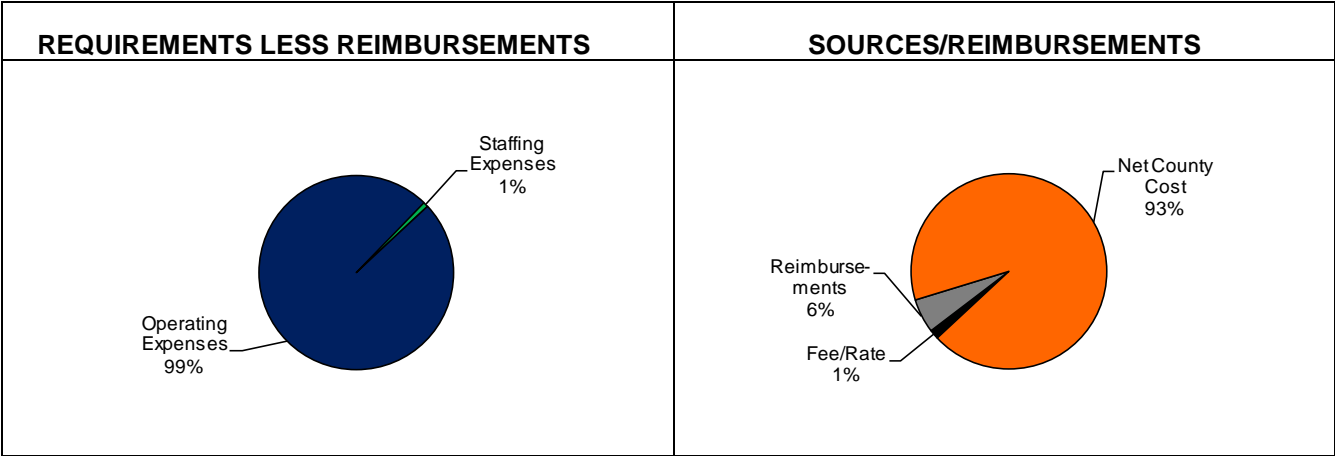 REQUIREMENTS LESS REIMBURSEMENTS
SOURCES/REIMBURSEMENTS
Staffing
Expenses
1%
Operating
Expenses
99%
Net County
Cost
93%
Reimburse-
ments
6%
Fee/Rate
1%